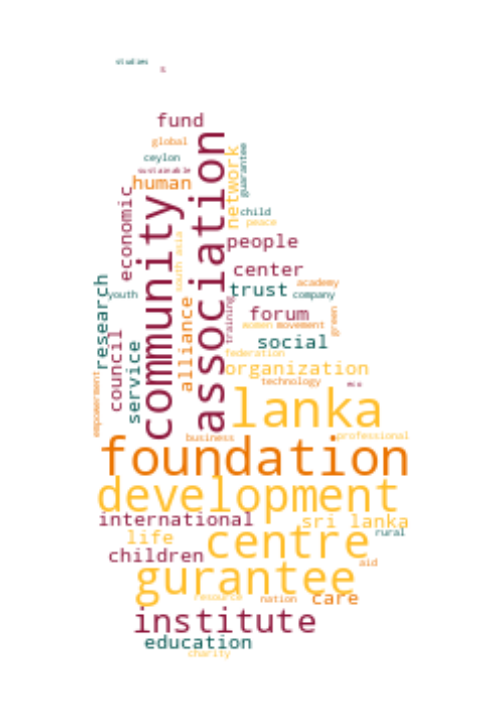 studies
s
fund
global
ceylon
sustainable
human
economic
community
association
network
guarantee
child
peace
south asia
people
center
academy
trust
company
youth
research
forum
training
green
women
movement
alliance
social
council
service
federation
organization
technology
eco
empowerment
lanka
business
professional
foundation
development
international
sri lanka
life
centre
rural
children
aid
gurantee
resource
nation
care
institute
education
charity